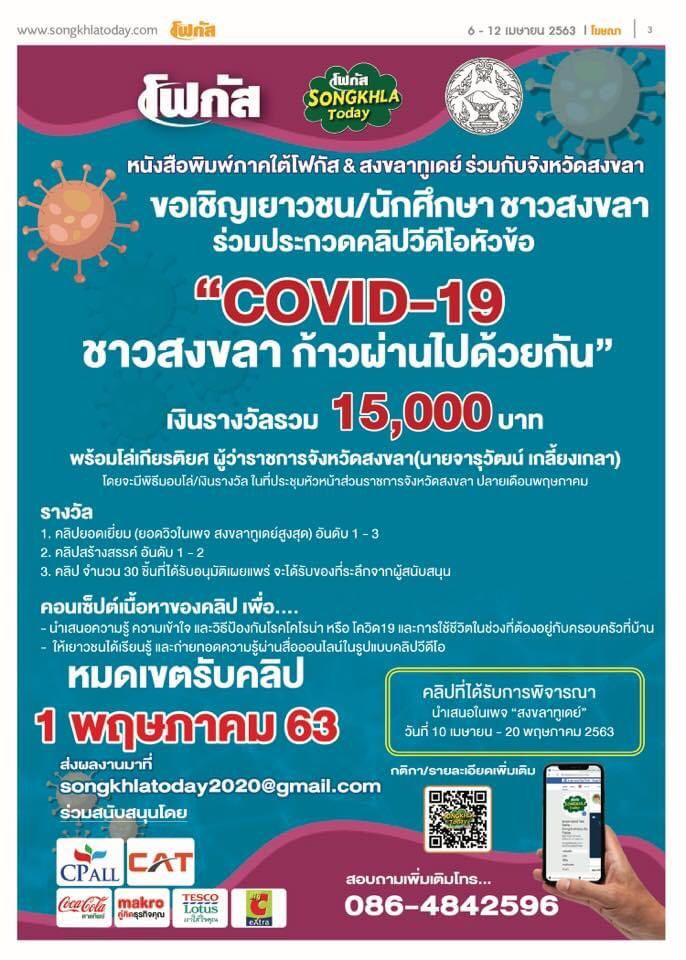 www.songkhlatoday.com โฟกัส 6 - 12 เมษายน 2563 | โฆษณา | 3
โฟกัส
โฟกัส
SONGKHLA
Today
หนังสือพิมพ์ภาคใต้โฟกัส & สงขลาทูเดย์ ร่วมกับจังหวัดสงขลา
ขอเชิญเยาวชน/นักศึกษา ชาวสงขลา
ร่วมประกวดคลิปวีดีโอหัวข้อ
“COVID-19
ชาวสงขลา ก้าวผ่านไปด้วยกัน”
เงินรางวัลรวม 15,000 บาท
พร้อมโล่เกียรติยศ ผู้ว่าราชการจังหวัดสงขลา(นายจารุวัฒน์ เกลี้ยงเกลา)
โดยจะมีพิธีมอบโล่/เงินรางวัล ในที่ประชุมหัวหน้าส่วนราชการจังหวัดสงขลา ปลายเดือนพฤษภาคม
รางวัล
1. คลิปยอดเยี่ยม (ยอดวิวในเพจ สงขลาทูเดย์สูงสุด) อันดับ 1 - 3
2. คลิปสร้างสรรค์ อันดับ 1 - 2
3. คลิป จำนวน 30 ชิ้นที่ได้รับอนุมัติเผยแพร่ จะได้รับของที่ระลึกจากผู้สนับสนุน
คอนเซ็ปต์เนื้อหาของคลิป เพื่อ....
- นำเสนอความรู้ ความเข้าใจ และวิธีป้องกันโรคโคโรน่า หรือ โควิด19 และการใช้ชีวิตในช่วงที่ต้องอยู่กับครอบครัวที่บ้าน
- ให้เยาวชนได้เรียนรู้ และถ่ายทอดความรู้ผ่านสื่อออนไลน์ในรูปแบบคลิปวีดีโอ
หมดเขตรับคลิป
1 พฤษภาคม 63
ส่งผลงานมาที่
songkhlatoday2020@gmail.com
ร่วมสนับสนุนโดย
คลิปที่ได้รับการพิจารณา
นำเสนอในเพจ “สงขลาทูเดย์”
วันที่ 10 เมษายน - 20 พฤษภาคม 2563
กติกา/รายละเอียดเพิ่มเติม
SONGKHLA
Today
CPALL CAT
Coca-Cola
หาดทิพย์
makro
คู่คิดธุรกิจคุณ
TESCO
Lotus
เราใส่ใจคุณ
Big C
extra
สอบถามเพิ่มเติมโทร...
086-4842596